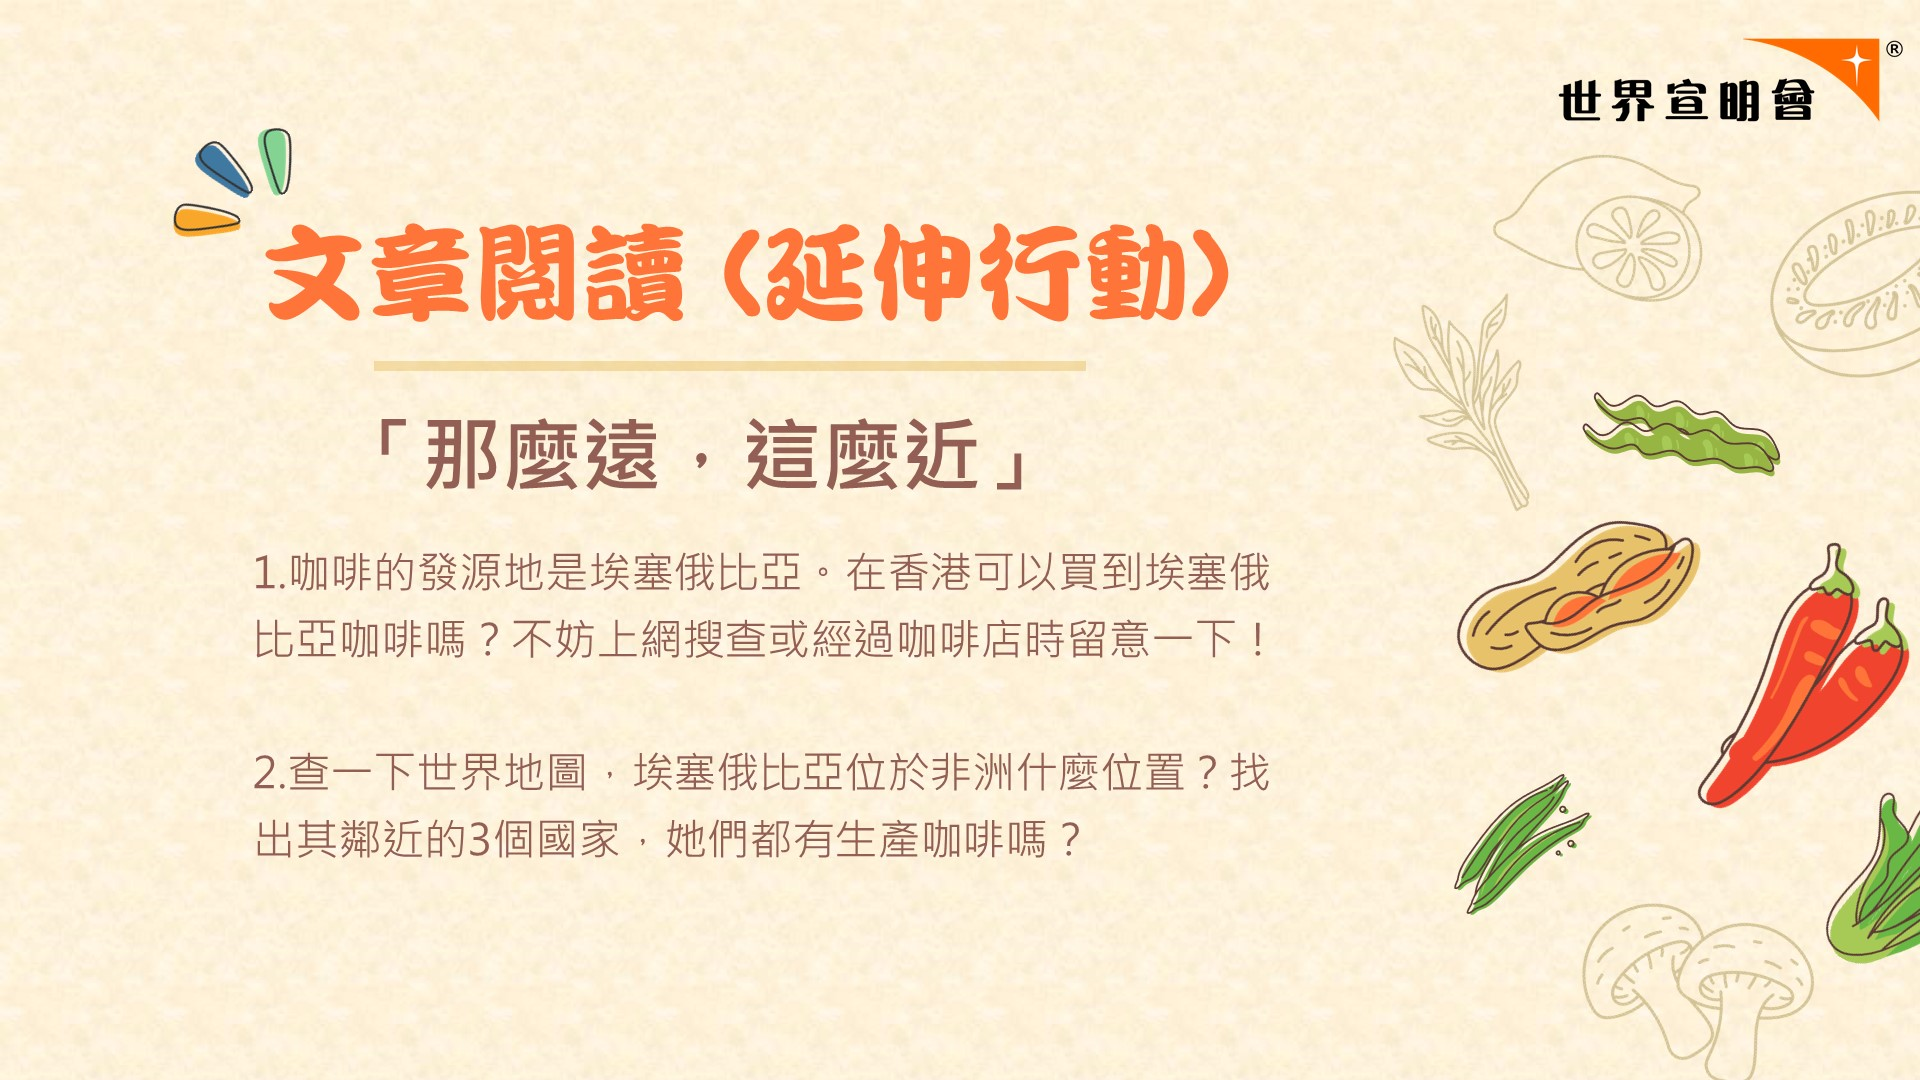 世界宣明會®
文章閱讀（延伸行動）
「那麼遠，這麼近」
1.咖啡的發源地是埃塞俄比亞。在香港可以買到埃塞俄
比亞咖啡嗎？不妨上網搜查或經過咖啡店時留意一下！
2.查一下世界地圖，埃塞俄比亞位於非洲什麼位置？找
出其鄰近的3個國家，她們都有生產咖啡嗎？